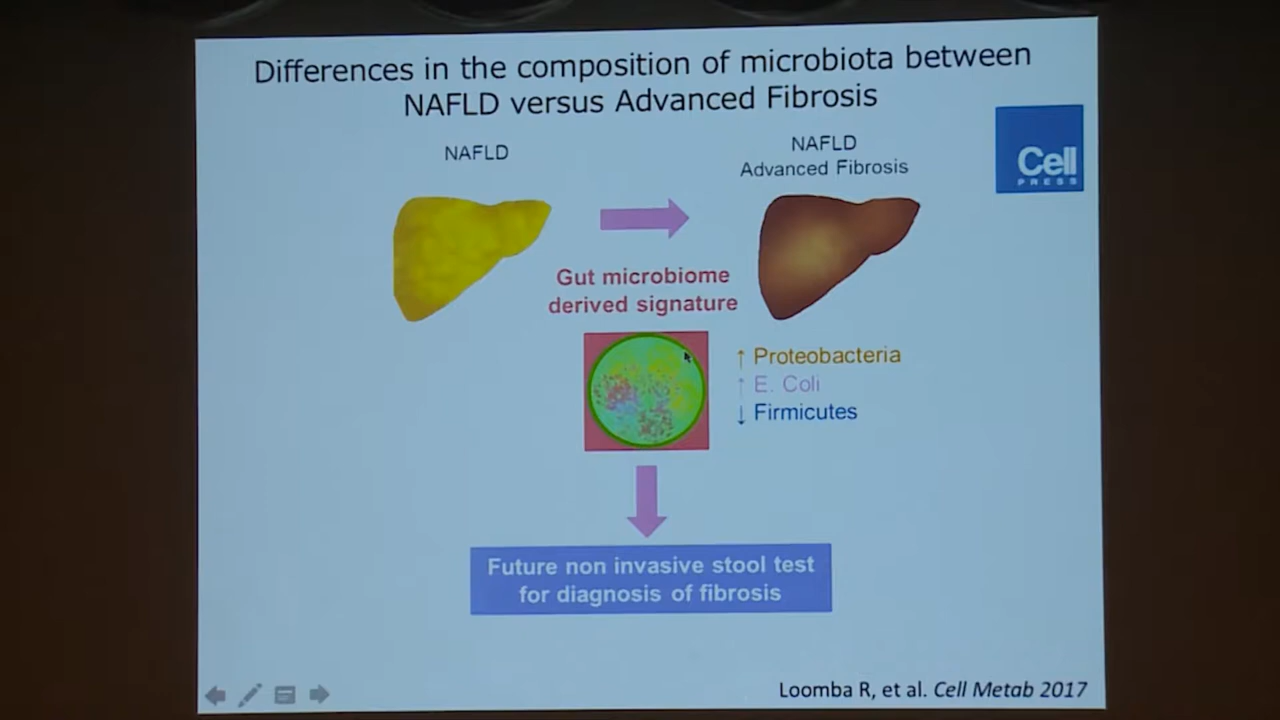 Differences in the composition of microbiota between
NAFLD versus Advanced Fibrosis
NAFLD
NAFLD
Advanced Fibrosis
Cell
PRESS
Gut microbiome
derived signature
↑ Proteobacteria
↑ E. Coli
↓ Firmicutes
Future non invasive stool test
for diagnosis of fibrosis
Loomba R, et al. Cell Metab 2017